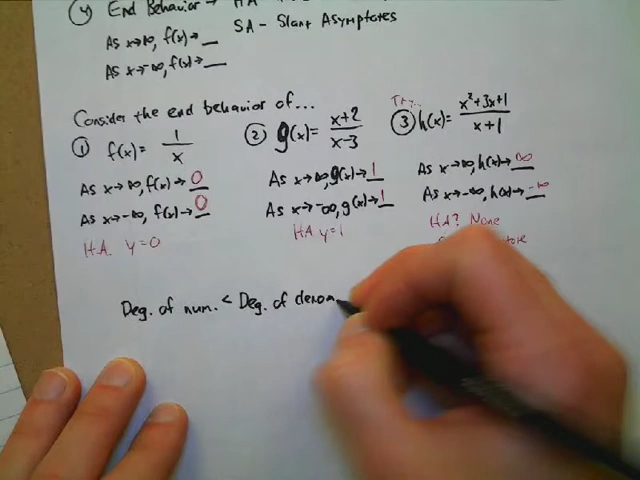 ④ End Behavior → HA
SA - Slant Asymptotes
As x→∞, f(x)→ __
As x→-∞, f(x)→ __
Consider the end behavior of...
① f(x) = 1/x
As x→∞, f(x)→ 0
As x→-∞, f(x)→ 0
HA. y=0
② g(x) = x+2/x-3
As x→∞, g(x)→ 1
As x→-∞, g(x)→ 1
HA y=1
Try...
③ h(x) = x²+3x+1/x+1
As x→∞, h(x)→ ∞
As x→-∞, h(x)→ -∞
HA? None
Deg. of num. < Deg. of denom